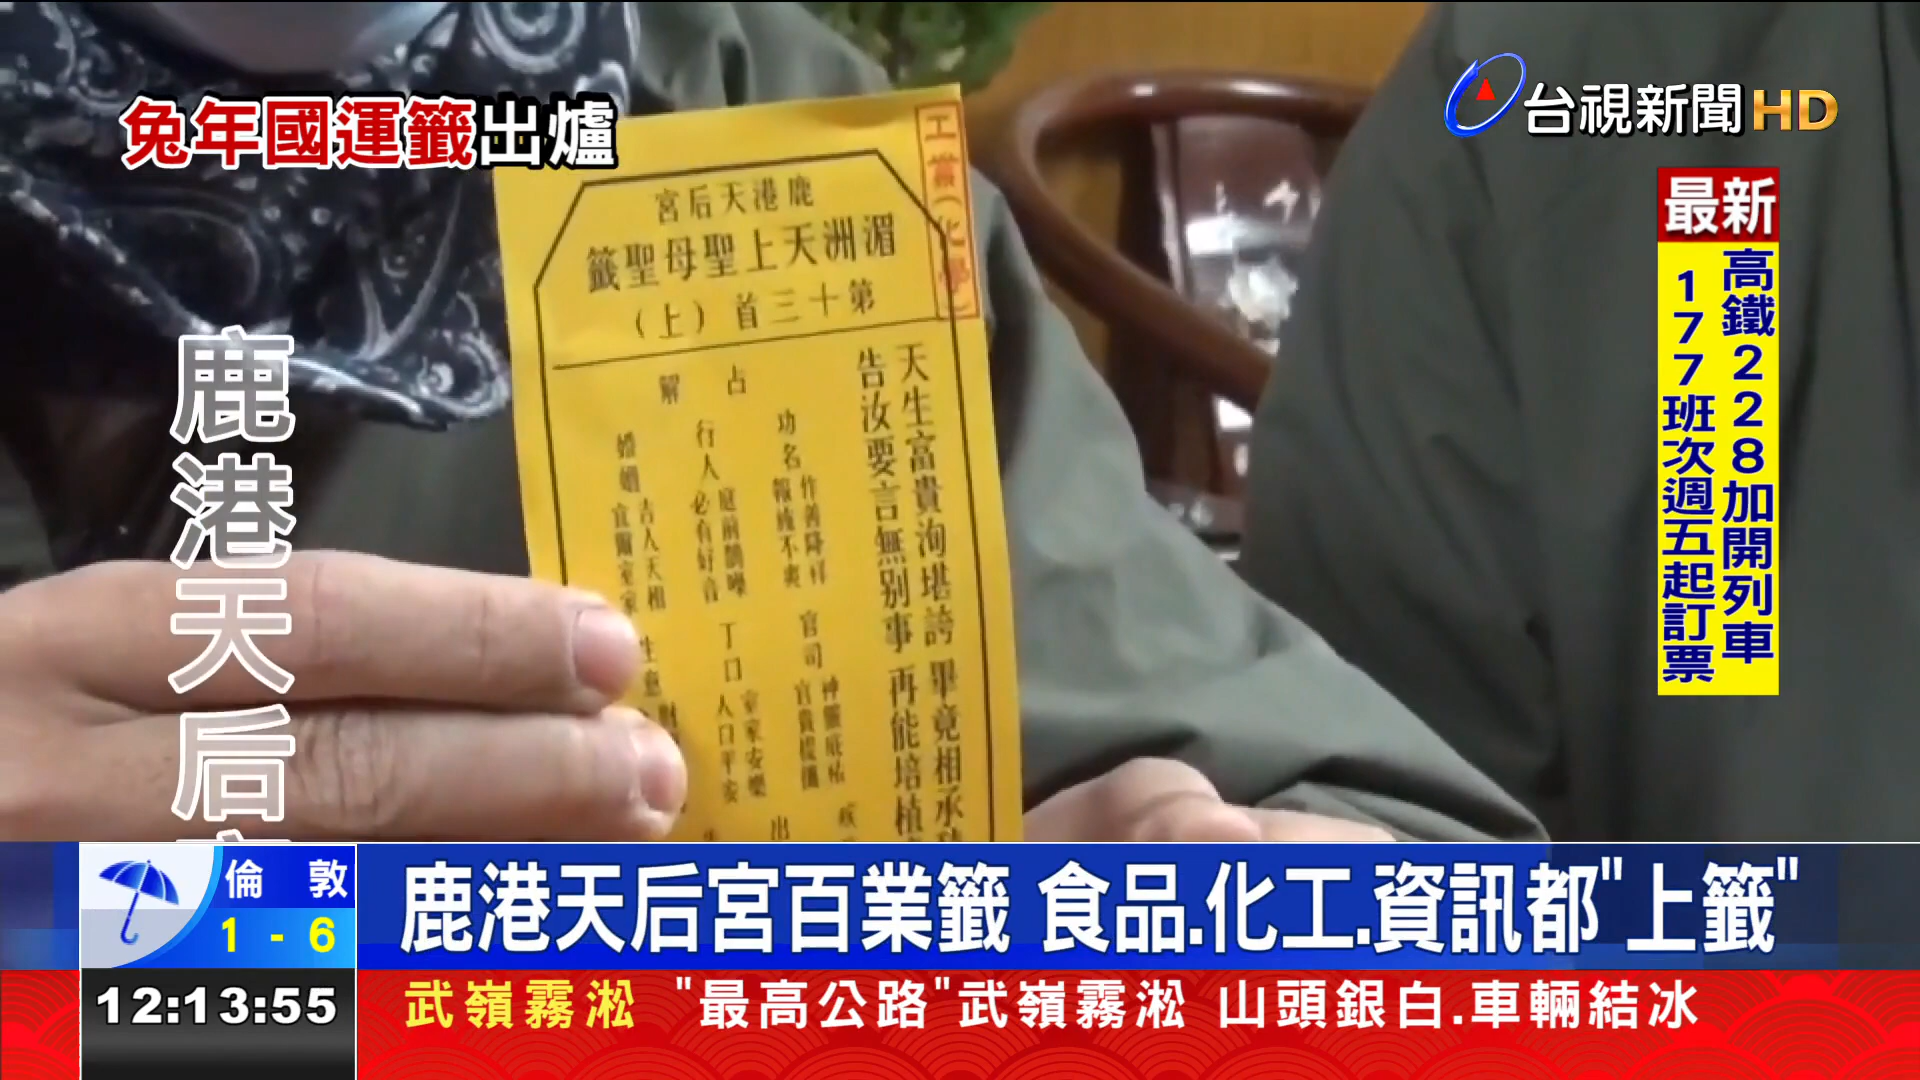 兔年國運籤出爐
台視新聞HD
最新
高鐵228加開列車
177班次週五起訂票
鹿港天后
工業(化學)
鹿港天后宮
湄洲天上聖母聖籤
第十三首(上)
天生富貴洵堪誇 畢竟相承
告汝要言無別事 再能培植
占
解
功名 作善降祥
報緣不爽
官司 神靈庇祐
行人 庭前鵲噪
必有好音
丁口 室家安樂
人口平安
婚姻 吉人天相
宜爾室家
生意 財
出
倫敦
1 - 6
12:13:55
鹿港天后宮百業籤 食品.化工.資訊都"上籤"
武嶺霧淞 "最高公路"武嶺霧淞 山頭銀白.車輛結冰